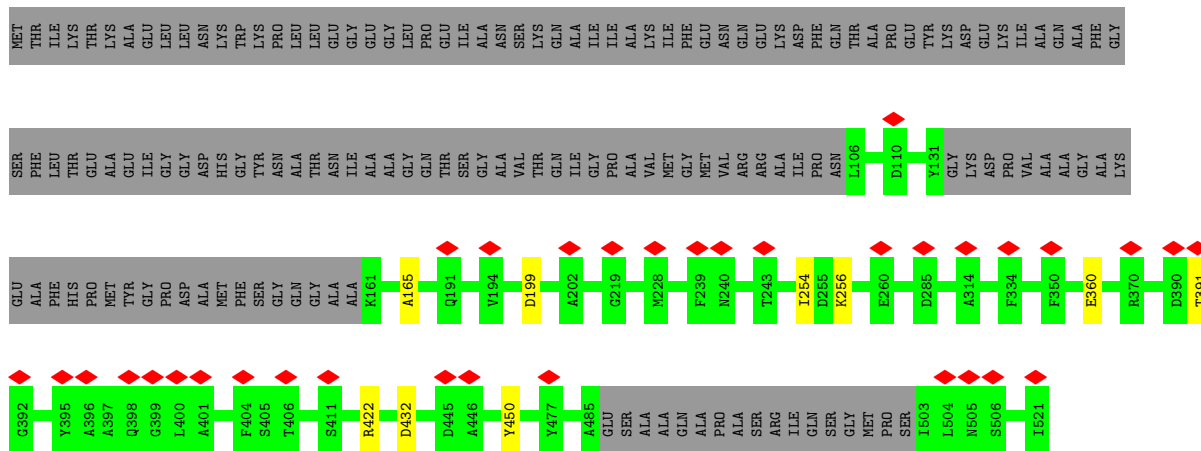 MET THR ILE LYS THR LYS ALA GLU LEU LEU ASN LYS TRP LYS PRO LEU LEU GLU GLY GLU GLY LEU PRO GLU ILE ALA ASN SER LYS GLN ALA ILE ILE ALA LYS ILE PHE GLU ASN GLN GLU LYS ASP PHE GLN THR ALA PRO GLU TYR LYS ASP GLU LYS ILE ALA GLN ALA PHE GLY
SER PHE LEU THR GLU ALA GLU ILE GLY GLY ASP HIS GLY TYR ASN ALA THR ASN ILE ALA ALA GLY GLN THR SER GLY ALA VAL THR GLN ILE GLY PRO ALA VAL MET GLY MET VAL ARG ARG ALA ILE PRO ASN L106 D110 Y131 GLY LYS ASP PRO VAL ALA ALA GLY ALA LYS
GLU ALA PHE HIS PRO MET TYR GLY PRO ASP ALA MET PHE SER GLY GLN GLY ALA ALA K161 A165 Q191 V194 D199 A202 G219 M228 F239 N240 T243 I254 D255 K256 E260 D285 A314 F334 F350 E360 R370 D390 T391
G392 Y395 A396 A397 Q398 G399 L400 A401 F404 S405 T406 S411 R422 D432 D445 A446 Y450 Y477 A485 GLU SER ALA ALA GLN ALA PRO ALA SER ARG ILE GLN SER GLY MET PRO SER I503 L504 N505 S506 I521